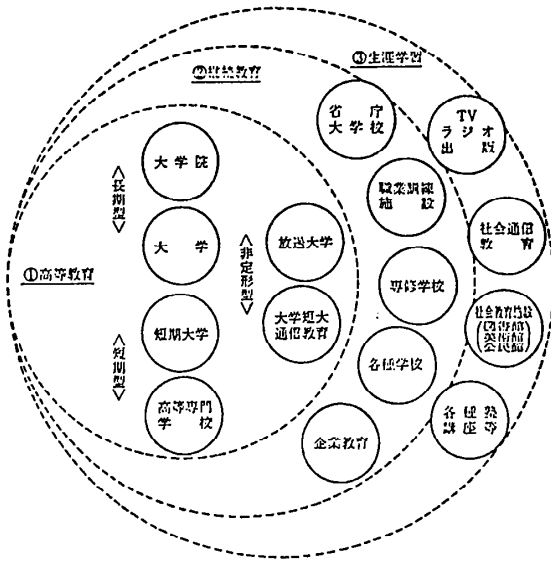 ③生涯学習
教育
①高等教育
<長期型>
<短期型>
<非定形型>
大学院
大学
短期大学
高等専門
学校
放送大学
大学短大
通信教育
省庁
大学校
職業訓練
施設
専修学校
各種学校
企業教育
TV
ラジオ
出版
社会通信
教育
社会教育施設
(図書館
美術館
公民館)
各種塾
講座等